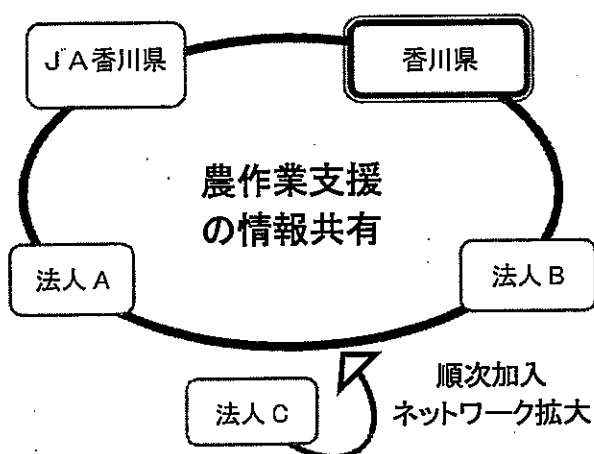 JA香川県
香川県
農作業支援
の情報共有
法人A
法人B
法人C
順次加入
ネットワーク拡大